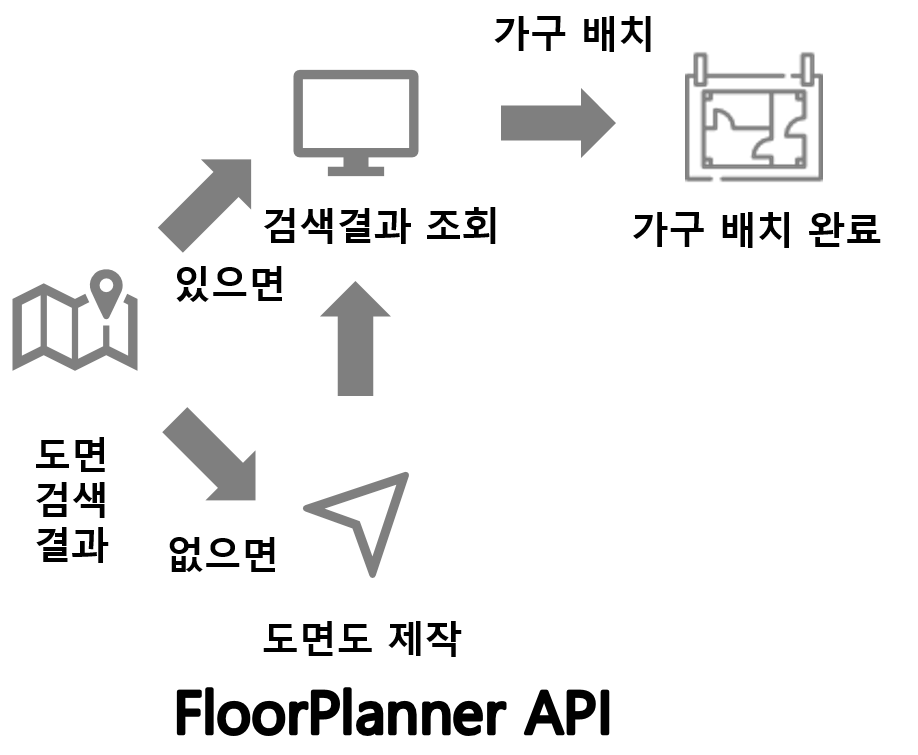 가구 배치
검색결과 조회
가구 배치 완료
있으면
도면
검색
결과
없으면
도면도 제작
FloorPlanner API